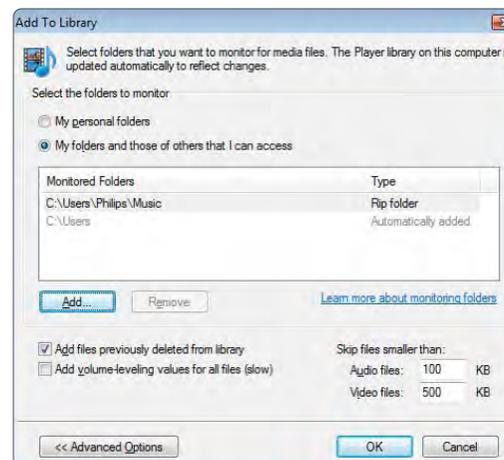 Add To Library
Select folders that you want to monitor for media files. The Player library on this computer
updated automatically to reflect changes.
Select the folders to monitor
My personal folders
My folders and those of others that I can access
Monitored Folders Type
C:\Users\Philips\Music Rip folder
C:\Users Automatically added
Add... Remove Learn more about monitoring folders
Add files previously deleted from library Skip files smaller than:
Add volume-leveling values for all files (slow) Audio files: 100 KB
Video files: 500 KB
<< Advanced Options OK Cancel